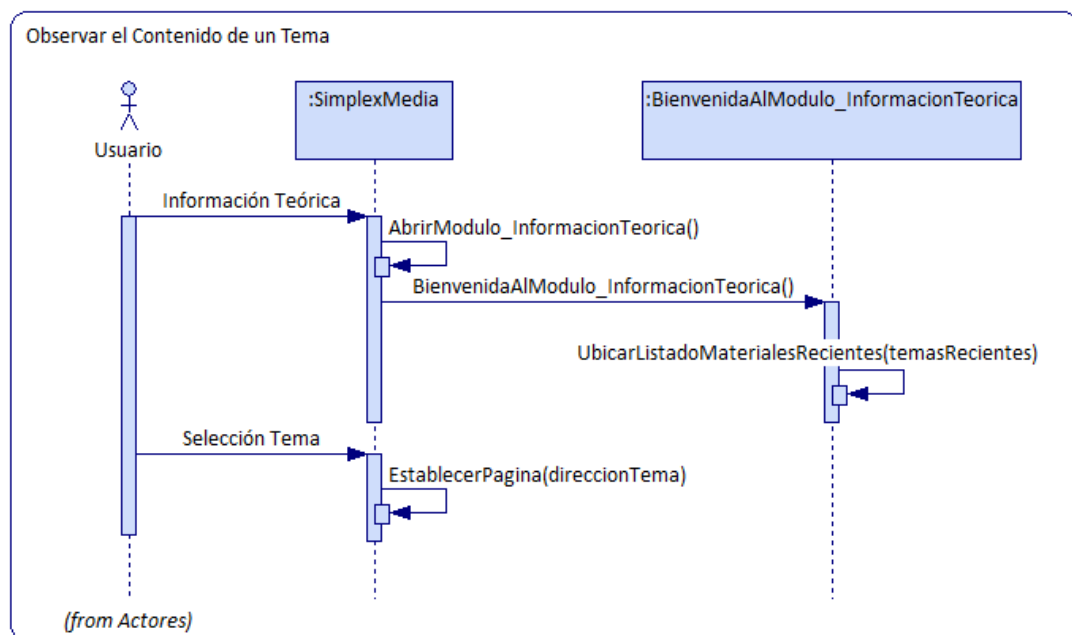 Observar el Contenido de un Tema
:SimplexMedia
:BienvenidaAlModulo_InformacionTeorica
Usuario
Información Teórica
AbrirModulo_InformacionTeorica()
BienvenidaAlModulo_InformacionTeorica()
UbicarListadoMaterialesRecientes(temasRecientes)
Selección Tema
EstablecerPagina(direccionTema)
(from Actores)